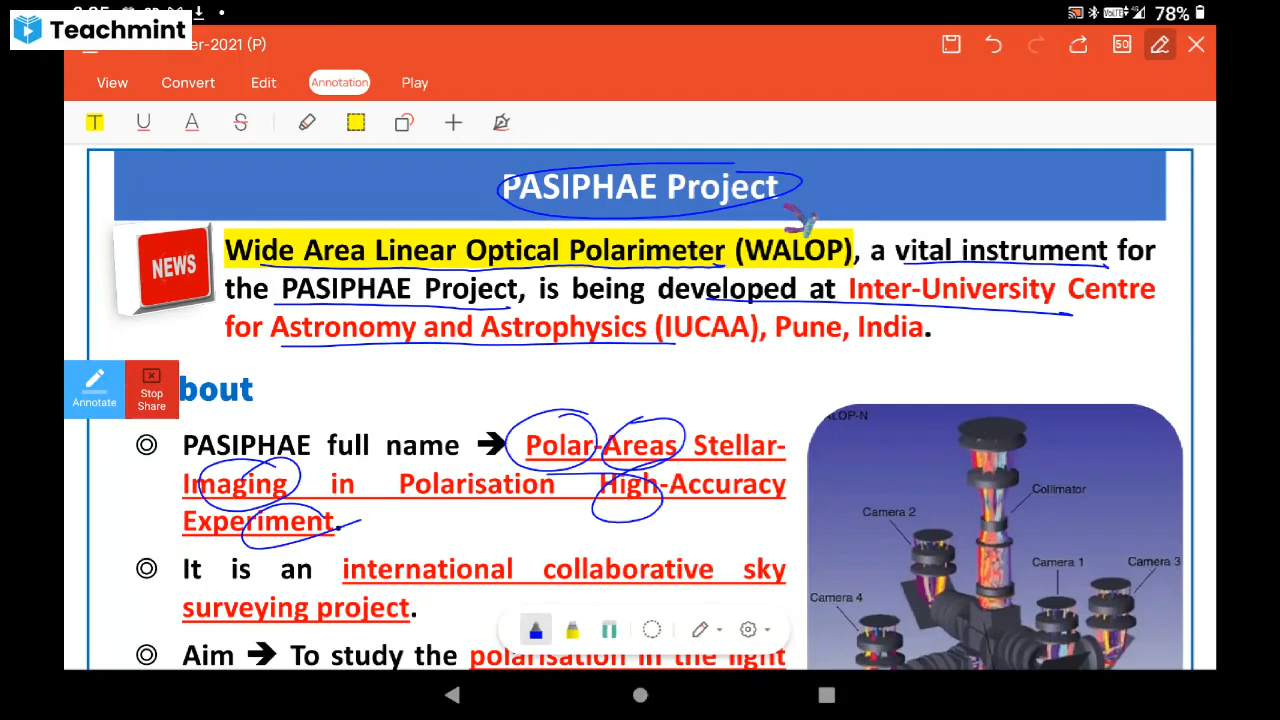 78%
Teachmint
er-2021 (P)
50
View Convert Edit Annotation Play
T U A S
PASIPHAE Project
NEWS
Wide Area Linear Optical Polarimeter (WALOP), a vital instrument for
the PASIPHAE Project, is being developed at Inter-University Centre
for Astronomy and Astrophysics (IUCAA), Pune, India.
Annotate
Stop
Share
bout
PASIPHAE full name ➔ Polar-Areas Stellar-
Imaging in Polarisation High-Accuracy
Experiment.
It is an international collaborative sky
surveying project.
Aim ➔ To study the polarisation in the light
ALOP-N
Collimator
Camera 2
Camera 1
Camera 3
Camera 4